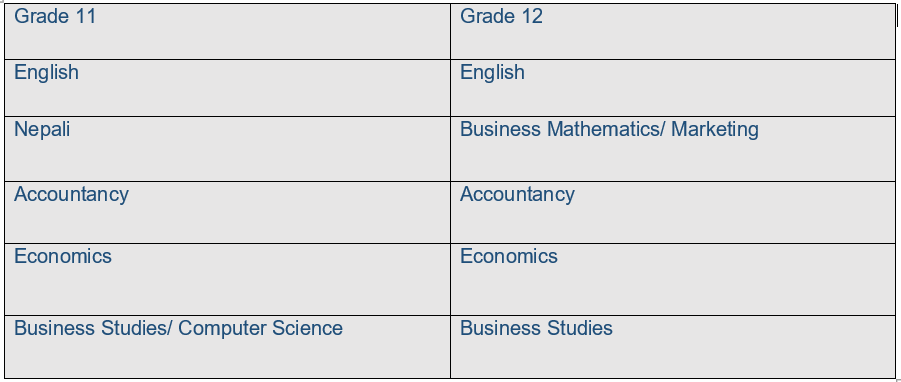 Grade 11 Grade 12
English English
Nepali Business Mathematics/ Marketing
Accountancy Accountancy
Economics Economics
Business Studies/ Computer Science Business Studies